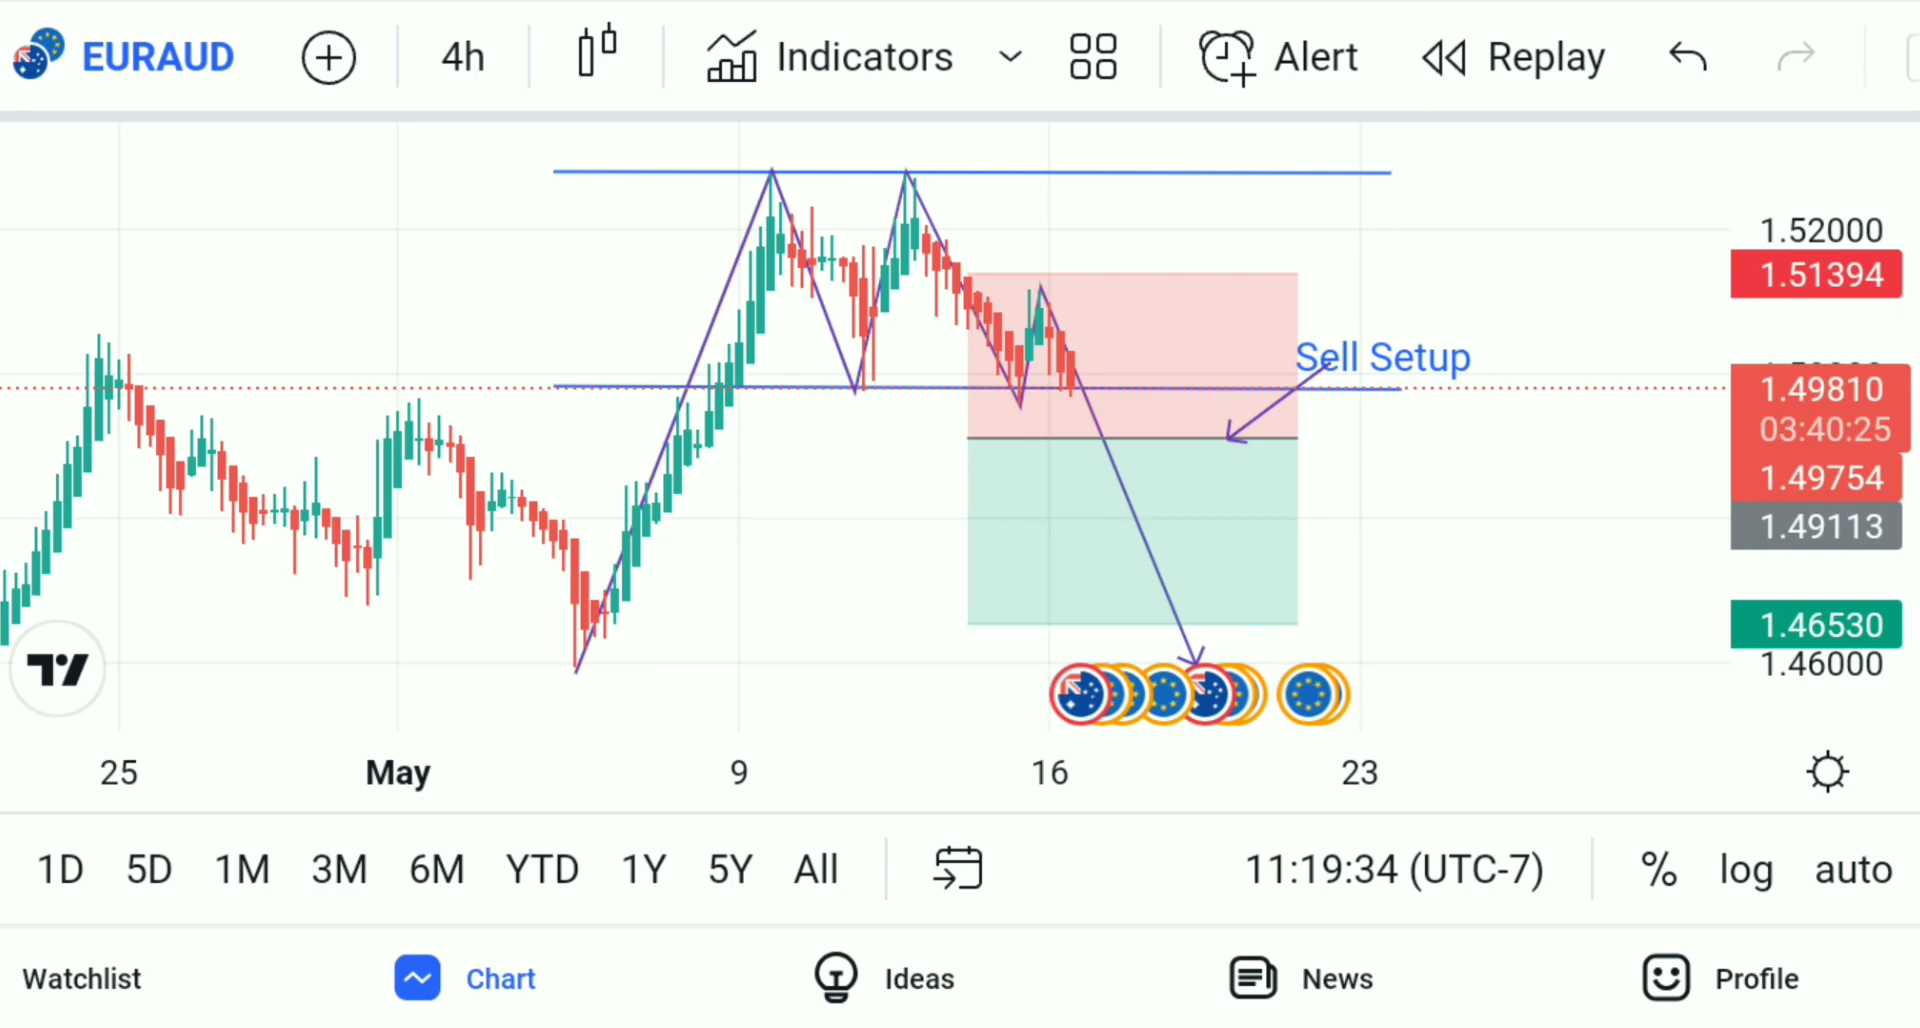 EURAUD 4h Indicators Alert Replay
1.52000
1.51394
Sell Setup
1.49810
03:40:25
1.49754
1.49113
1.46530
1.46000
25 May 9 16 23
1D 5D 1M 3M 6M YTD 1Y 5Y All 11:19:34 (UTC-7) % log auto
Watchlist Chart Ideas News Profile